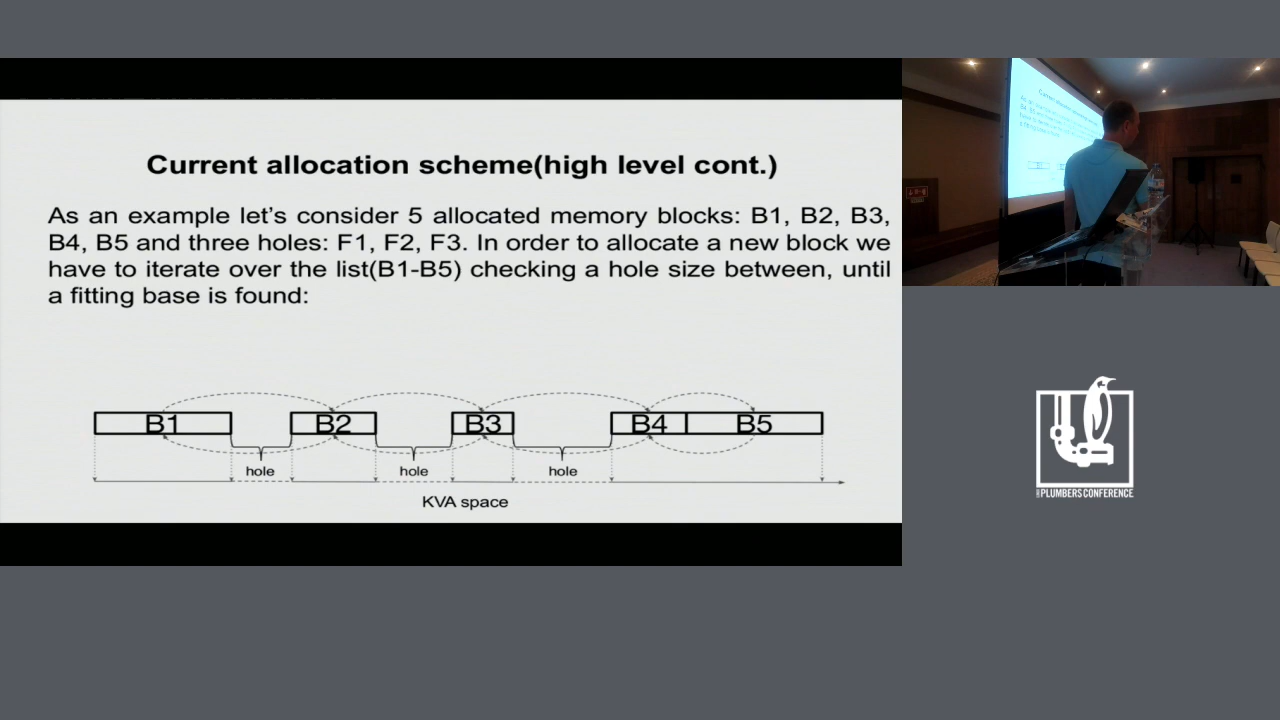 Current allocation scheme(high level cont.)
As an example let's consider 5 allocated memory blocks: B1, B2, B3,
B4, B5 and three holes: F1, F2, F3. In order to allocate a new block we
have to iterate over the list(B1-B5) checking a hole size between, until
a fitting base is found:
B1 B2 B3 B4 B5
hole hole hole
KVA space
PLUMBERS CONFERENCE